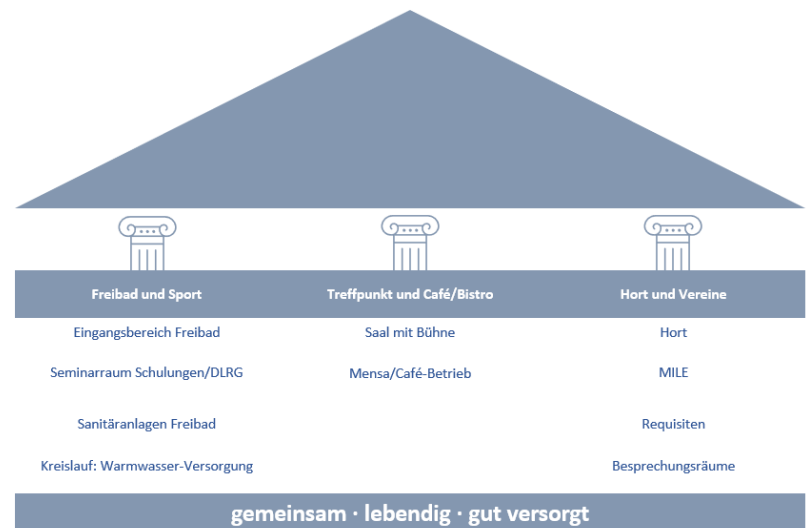 Freibad und Sport
Treffpunkt und Café/Bistro
Hort und Vereine
Eingangsbereich Freibad
Saal mit Bühne
Hort
Seminarraum Schulungen/DLRG
Mensa/Café-Betrieb
MILE
Sanitäranlagen Freibad
Requisiten
Kreislauf: Warmwasser-Versorgung
Besprechungsräume
gemeinsam · lebendig · gut versorgt